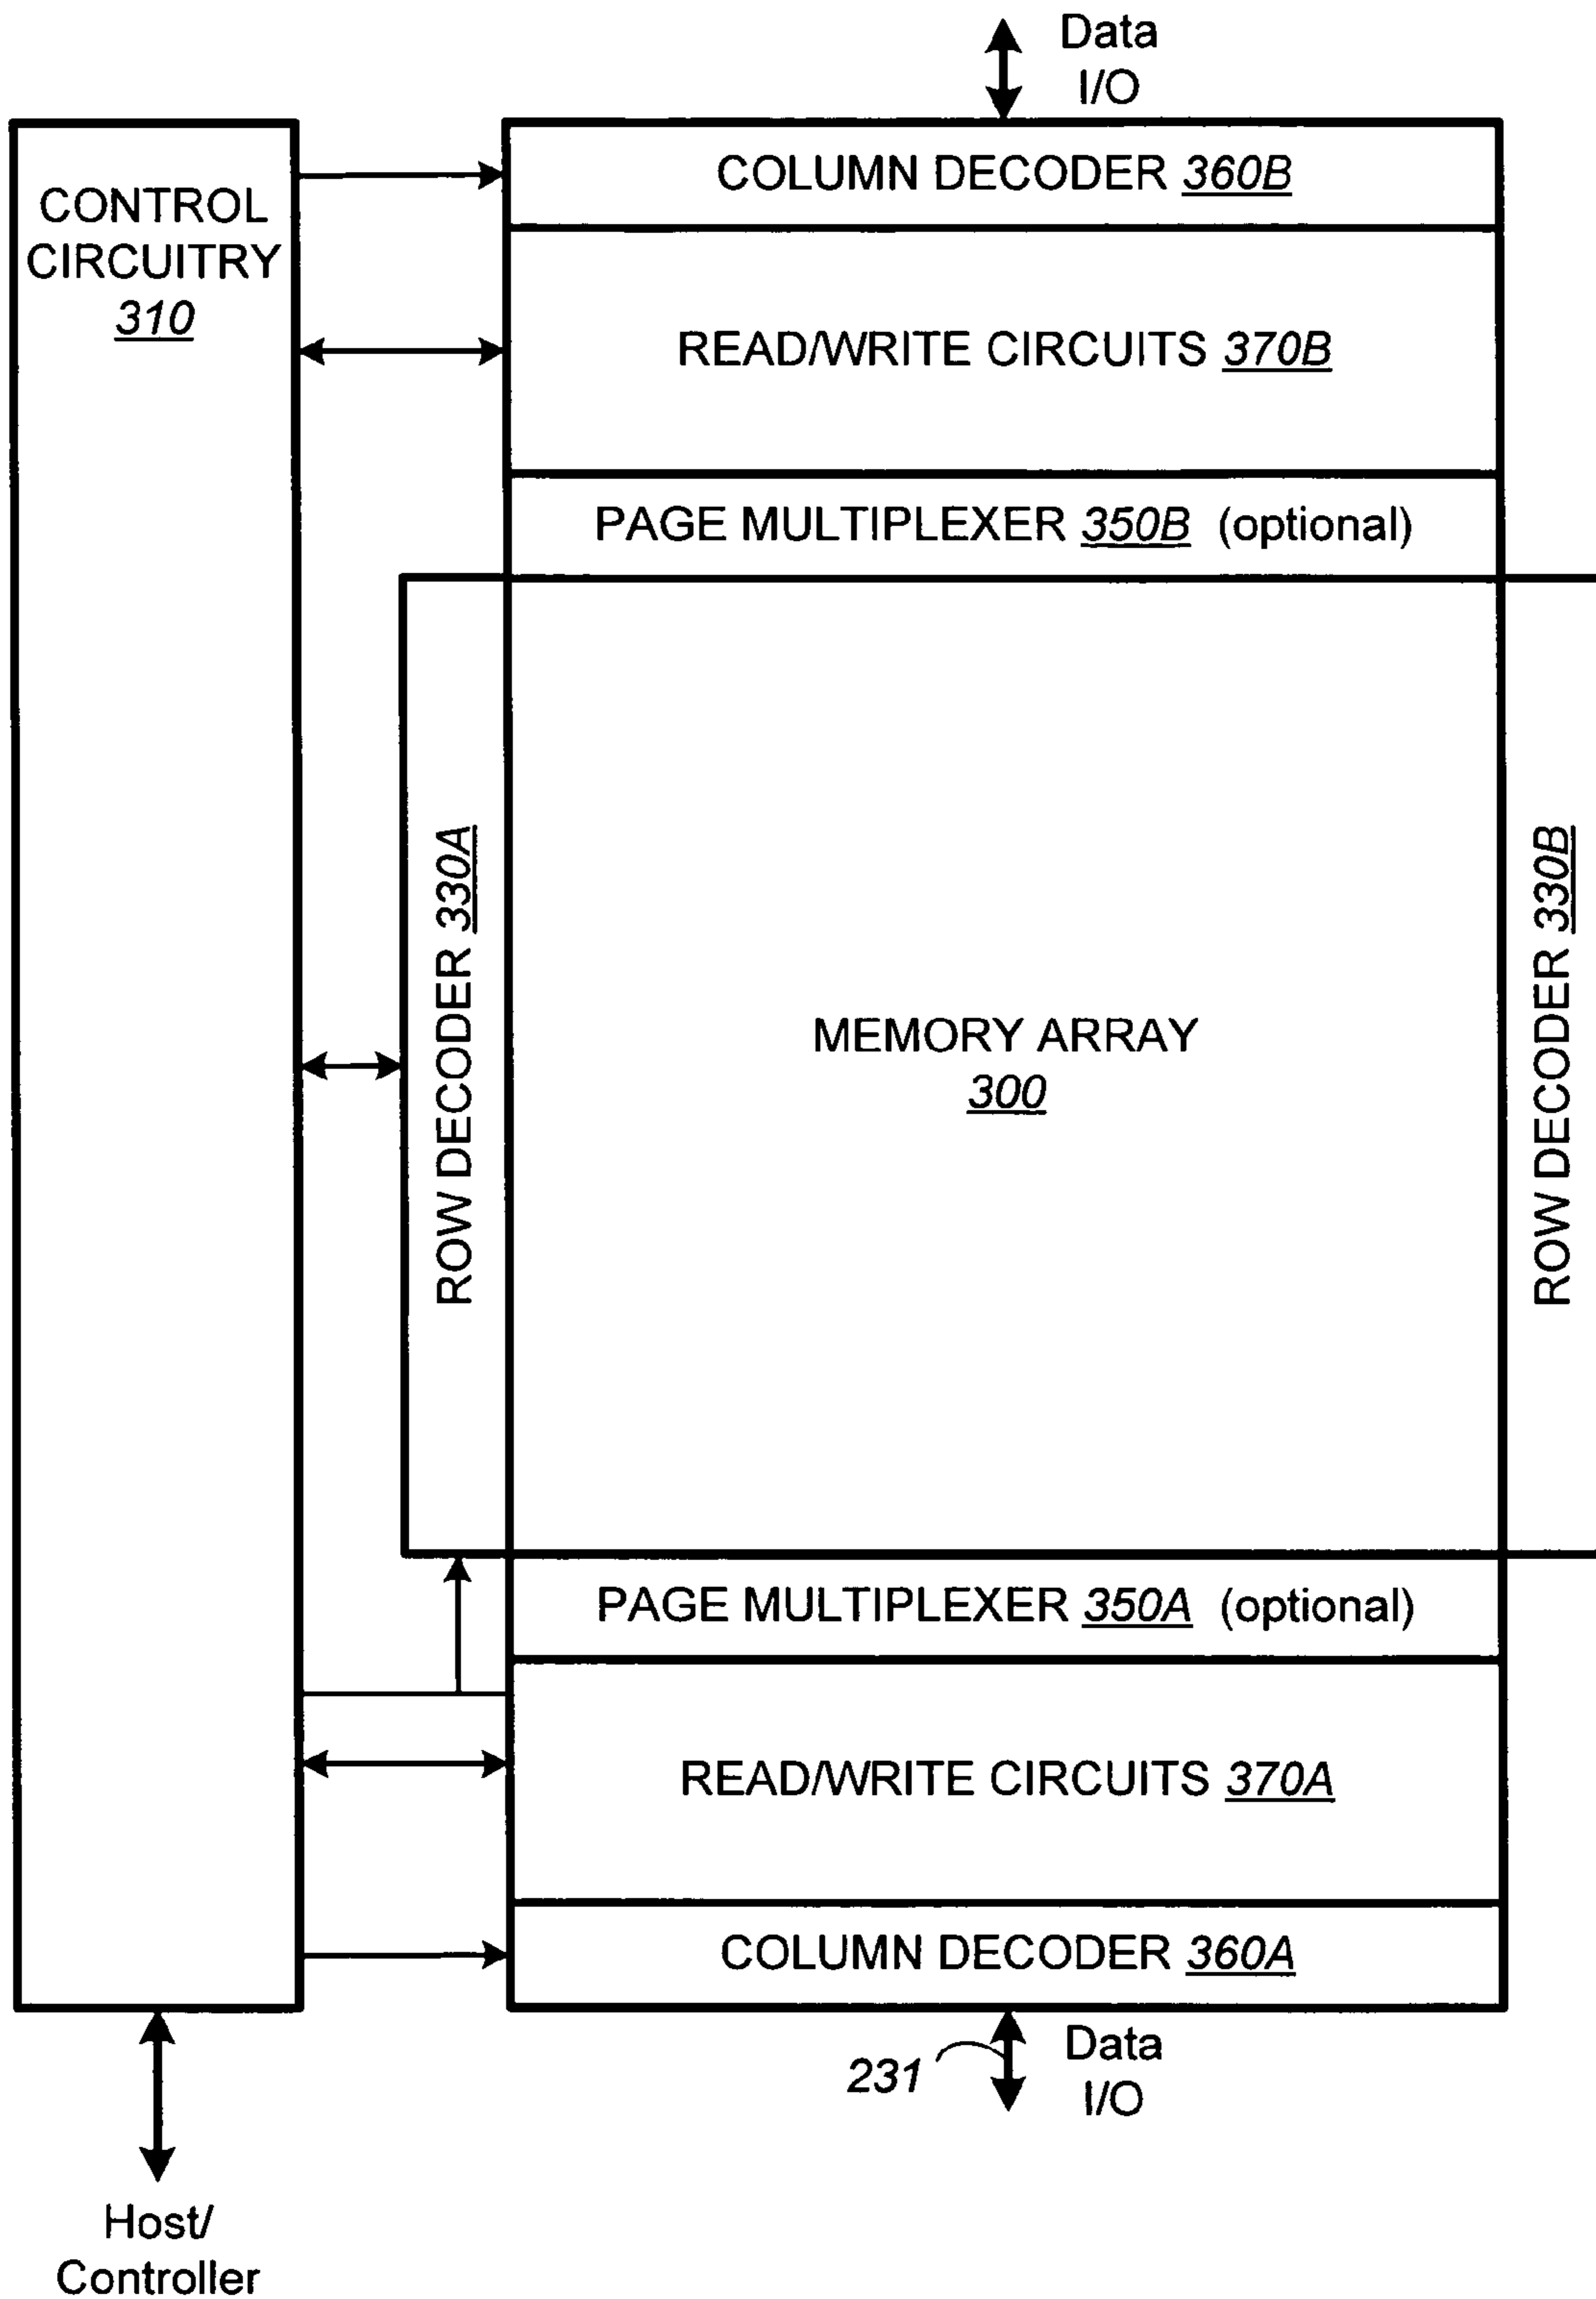 Data
I/O
CONTROL
CIRCUITRY
310
COLUMN DECODER 360B
READ/WRITE CIRCUITS 370B
PAGE MULTIPLEXER 350B (optional)
ROW DECODER 330A
MEMORY ARRAY
300
ROW DECODER 330B
PAGE MULTIPLEXER 350A (optional)
READ/WRITE CIRCUITS 370A
COLUMN DECODER 360A
231
Data
I/O
Host/
Controller